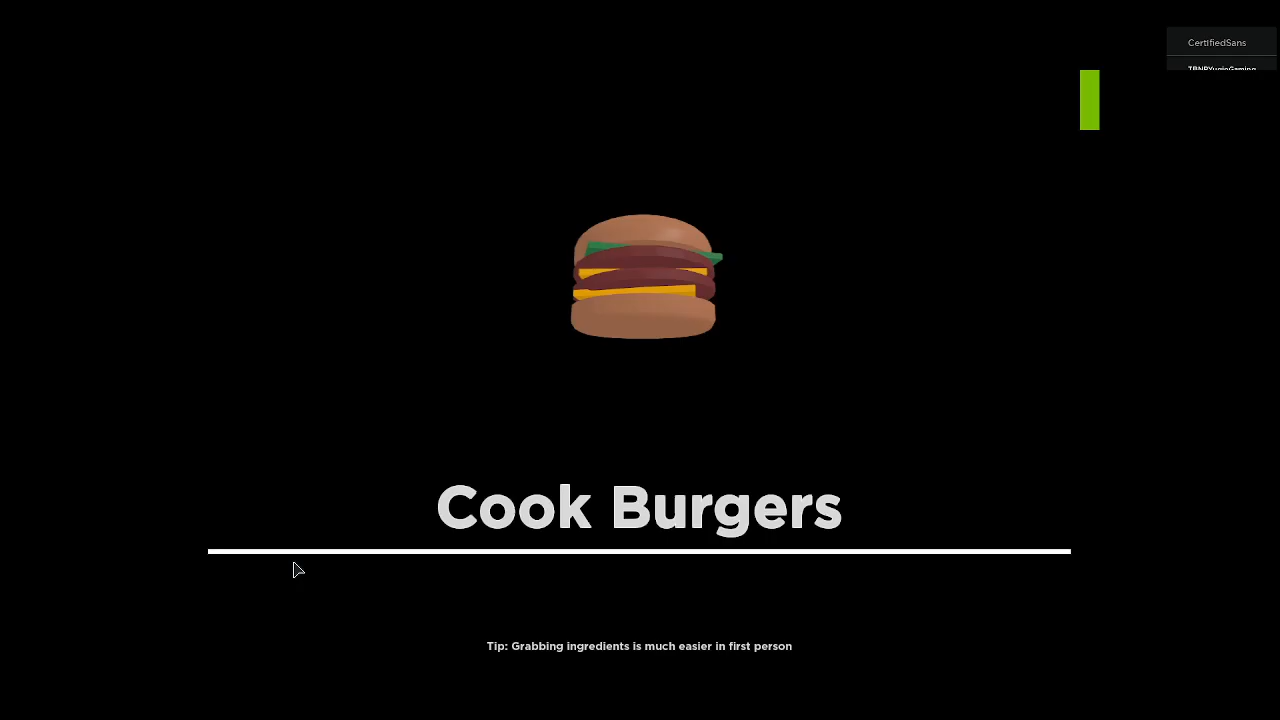 CertifiedSans
Cook Burgers
Tip: Grabbing ingredients is much easier in first person